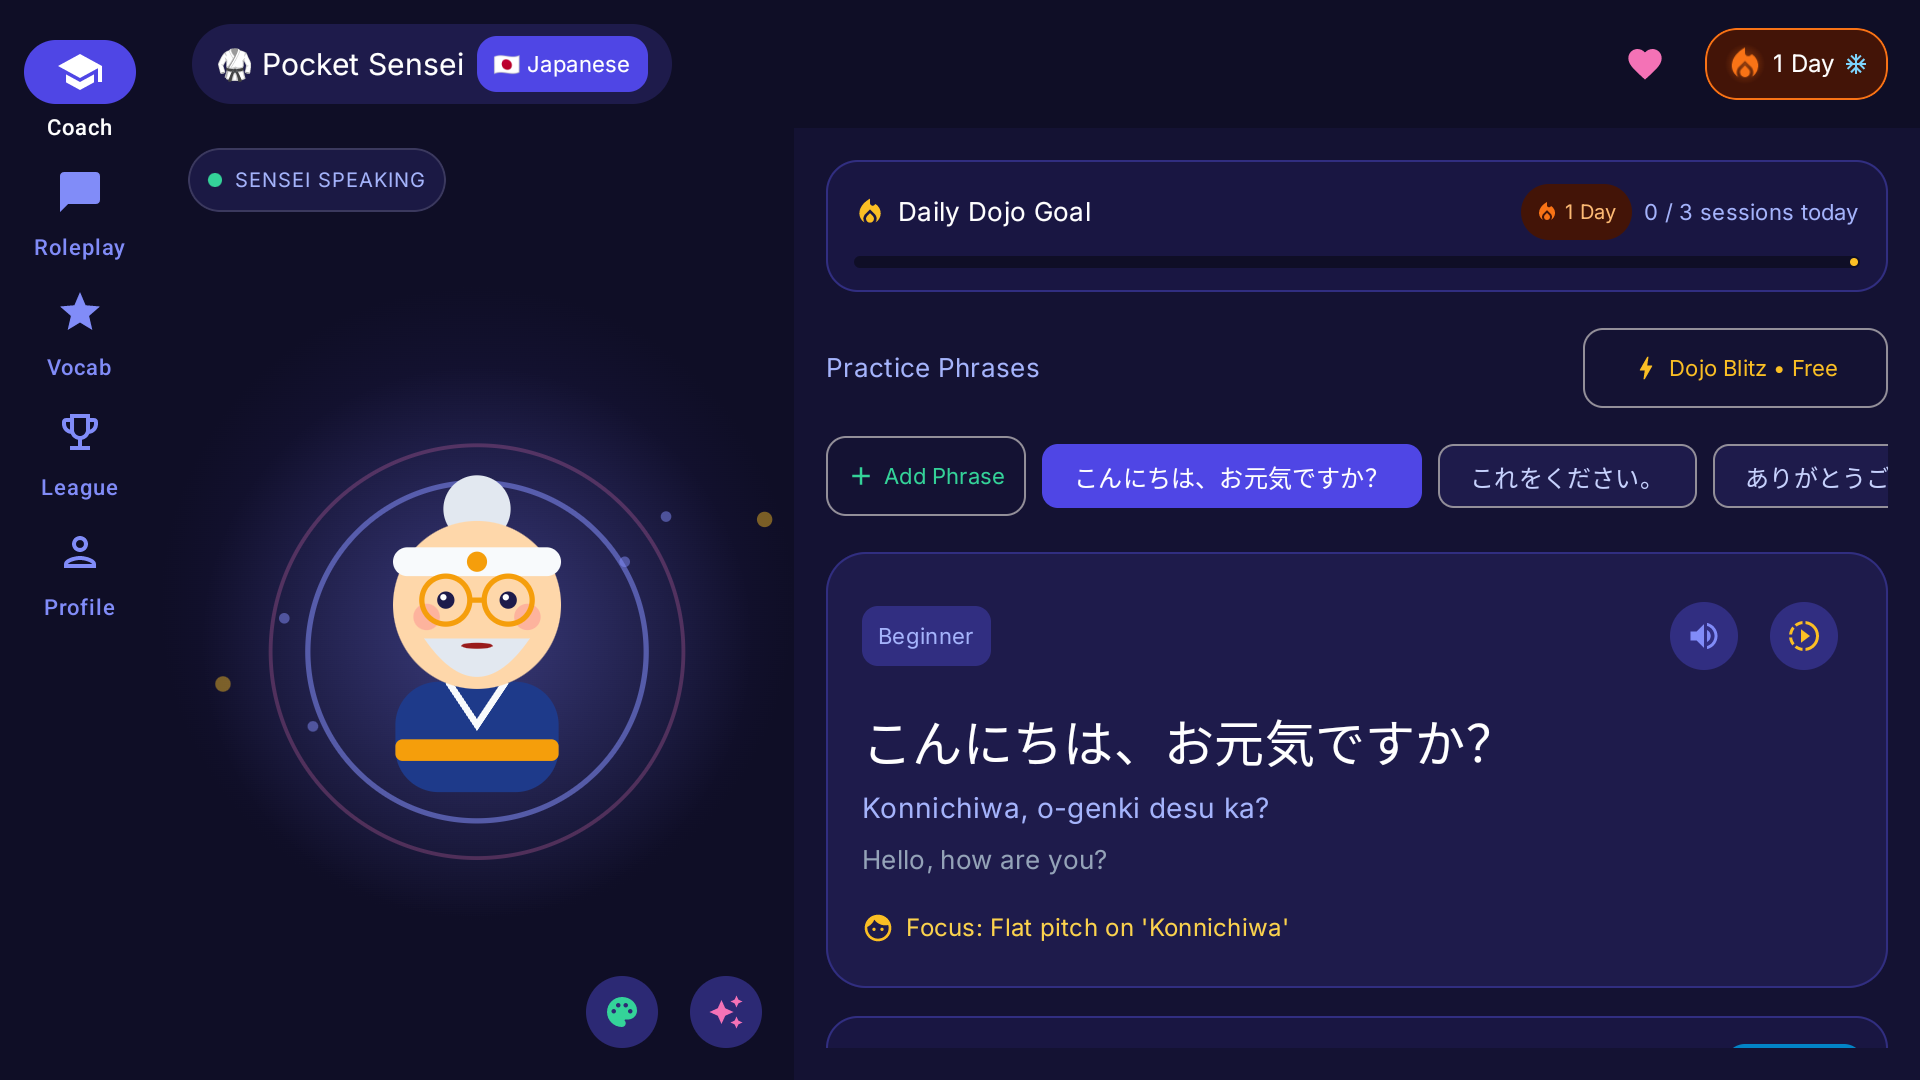 Coach
Roleplay
Vocab
League
Profile
Pocket Sensei
Japanese
1 Day
SENSEI SPEAKING
Daily Dojo Goal
1 Day
0 / 3 sessions today
Practice Phrases
Dojo Blitz • Free
Add Phrase
こんにちは、お元気ですか?
これをください。
ありがとうご
Beginner
こんにちは、お元気ですか?
Konnichiwa, o-genki desu ka?
Hello, how are you?
Focus: Flat pitch on 'Konnichiwa'